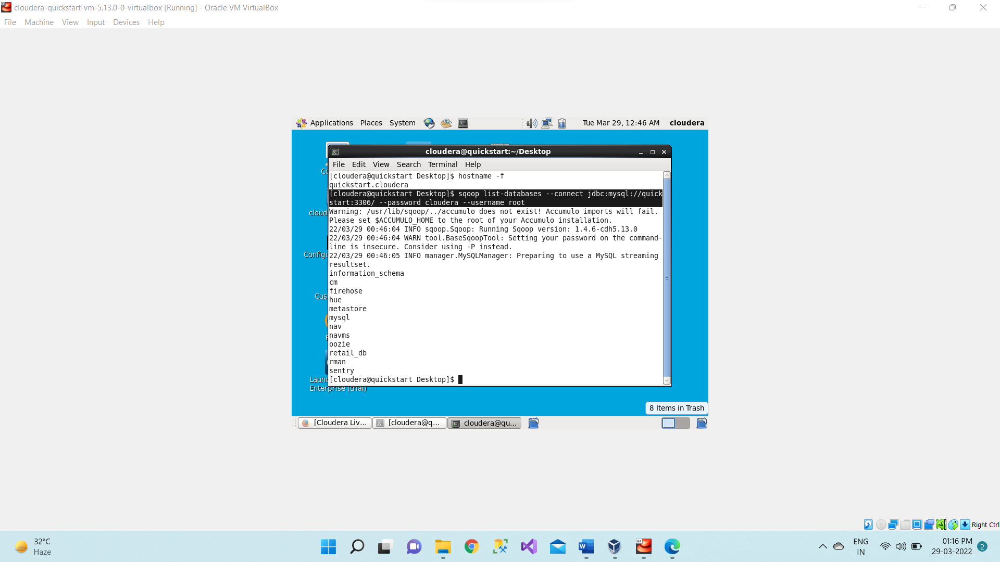 cloudera-quickstart-vm-5.13.0-0-virtualbox [Running] - Oracle VM VirtualBox
File Machine View Input Devices Help
Applications Places System Tue Mar 29, 12:46 AM cloudera
cloudera@quickstart:~/Desktop
File Edit View Search Terminal Help
[cloudera@quickstart Desktop]$ hostname -f
quickstart.cloudera
[cloudera@quickstart Desktop]$ sqoop list-databases --connect jdbc:mysql://quick
start:3306/ --password cloudera --username root
Warning: /usr/lib/sqoop/../accumulo does not exist! Accumulo imports will fail.
Please set $ACCUMULO_HOME to the root of your Accumulo installation.
22/03/29 00:46:04 INFO sqoop.Sqoop: Running Sqoop version: 1.4.6-cdh5.13.0
22/03/29 00:46:04 WARN tool.BaseSqoopTool: Setting your password on the command-
line is insecure. Consider using -P instead.
22/03/29 00:46:05 INFO manager.MySQLManager: Preparing to use a MySQL streaming
resultset.
information_schema
cm
firehose
hue
metastore
mysql
nav
navms
oozie
retail_db
rman
sentry
[cloudera@quickstart Desktop]$
cloud
Config
Cus
Laun
Enterprise (trial)
8 Items in Trash
[Cloudera Liv... [cloudera@q... cloudera@qu...
Right Ctrl
32°C
Haze
64
ENG
IN
01:16 PM
29-03-2022
2